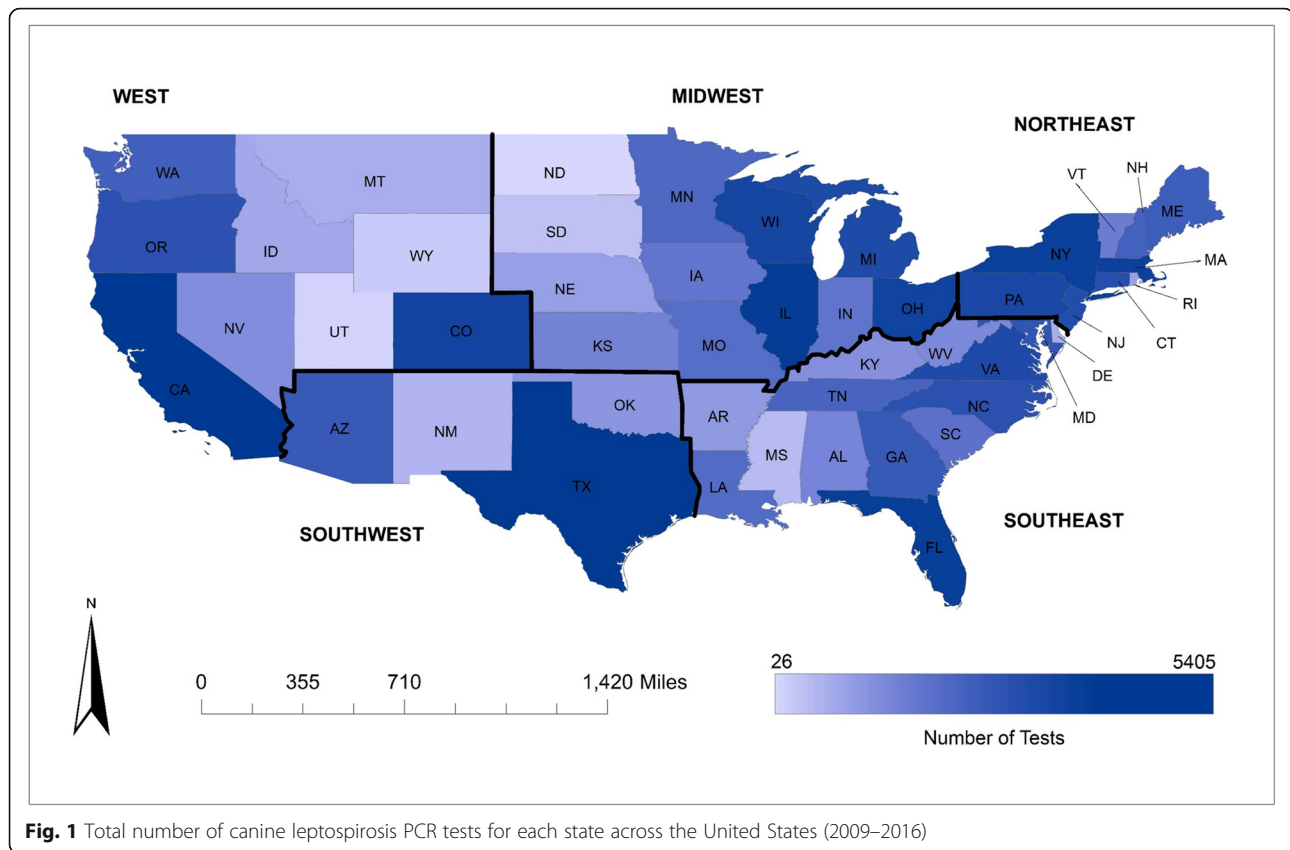 WEST
MIDWEST
NORTHEAST
WA
MT
ND
MN
VT
NH
ME
OR
ID
WY
SD
WI
MI
NY
MA
NV
UT
CO
NE
IA
IL
IN
OH
PA
RI
CA
KS
MO
KY
WV
VA
NJ
CT
DE
MD
AZ
NM
OK
AR
TN
NC
SC
TX
LA
MS
AL
GA
FL
SOUTHWEST
SOUTHEAST
N
0 355 710 1,420 Miles
26 5405
Number of Tests
Fig. 1 Total number of canine leptospirosis PCR tests for each state across the United States (2009–2016)